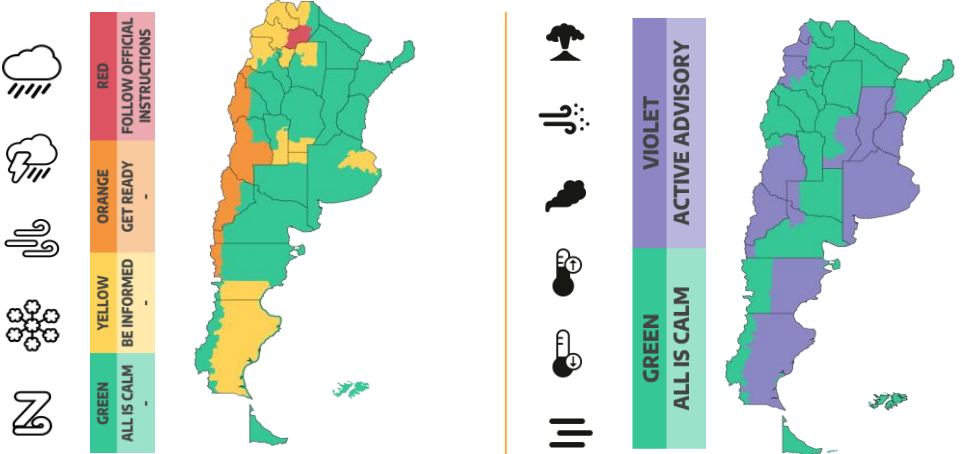 RED
FOLLOW OFFICIAL
INSTRUCTIONS
ORANGE
GET READY
-
YELLOW
BE INFORMED
-
GREEN
ALL IS CALM
-
VIOLET
ACTIVE ADVISORY
GREEN
ALL IS CALM